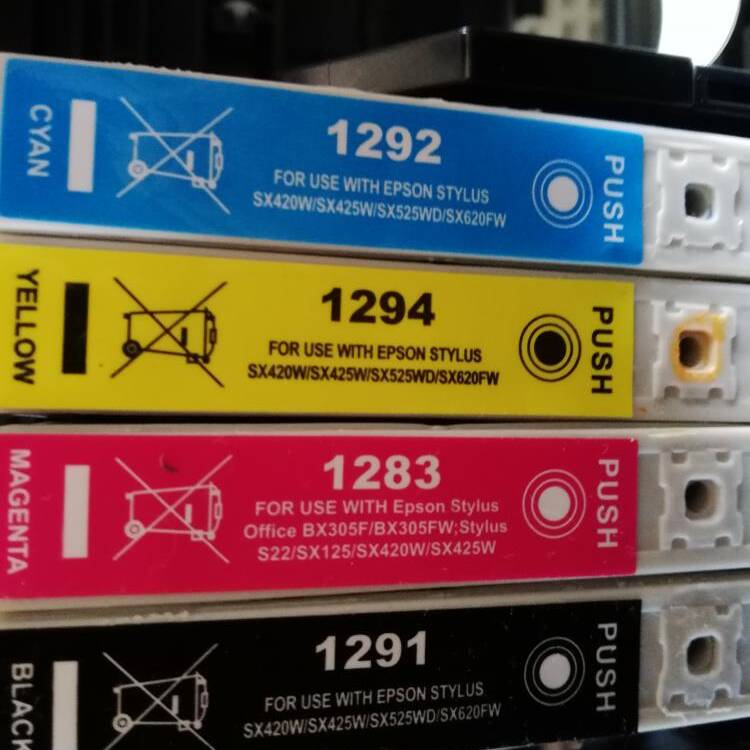 CYAN
1292
FOR USE WITH EPSON STYLUS
SX420W/SX425W/SX525WD/SX620FW
PUSH
YELLOW
1294
FOR USE WITH EPSON STYLUS
SX420W/SX425W/SX525WD/SX620FW
PUSH
MAGENTA
1283
FOR USE WITH Epson Stylus
Office BX305F/BX305FW;Stylus
S22/SX125/SX420W/SX425W
PUSH
BLACK
1291
FOR USE WITH EPSON STYLUS
SX420W/SX425W/SX525WD/SX620FW
PUSH